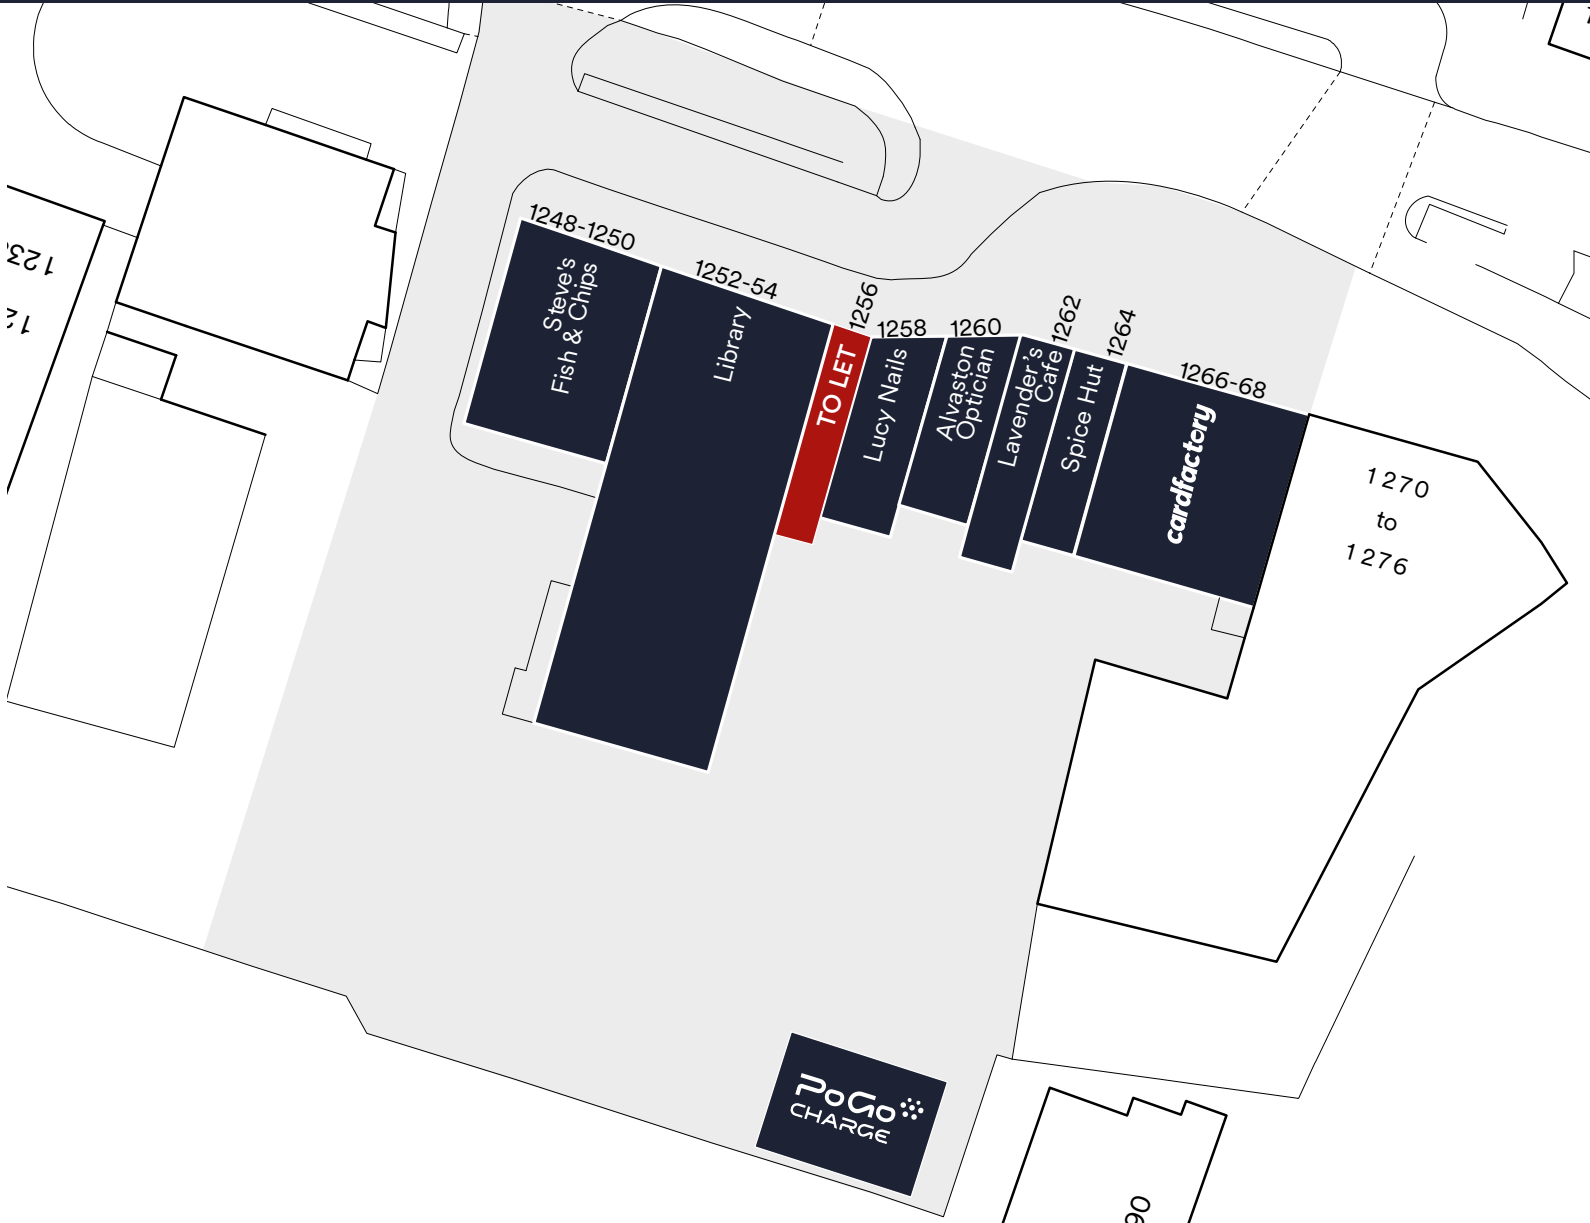 1248-1250
Steve's
Fish & Chips
1252-54
Library
1256
TO LET
1258
Lucy Nails
1260
Alvaston
Optician
1262
Lavender's
Cafe
1264
Spice Hut
1266-68
cardfactory
1270
to
1276
PoGo
CHARGE